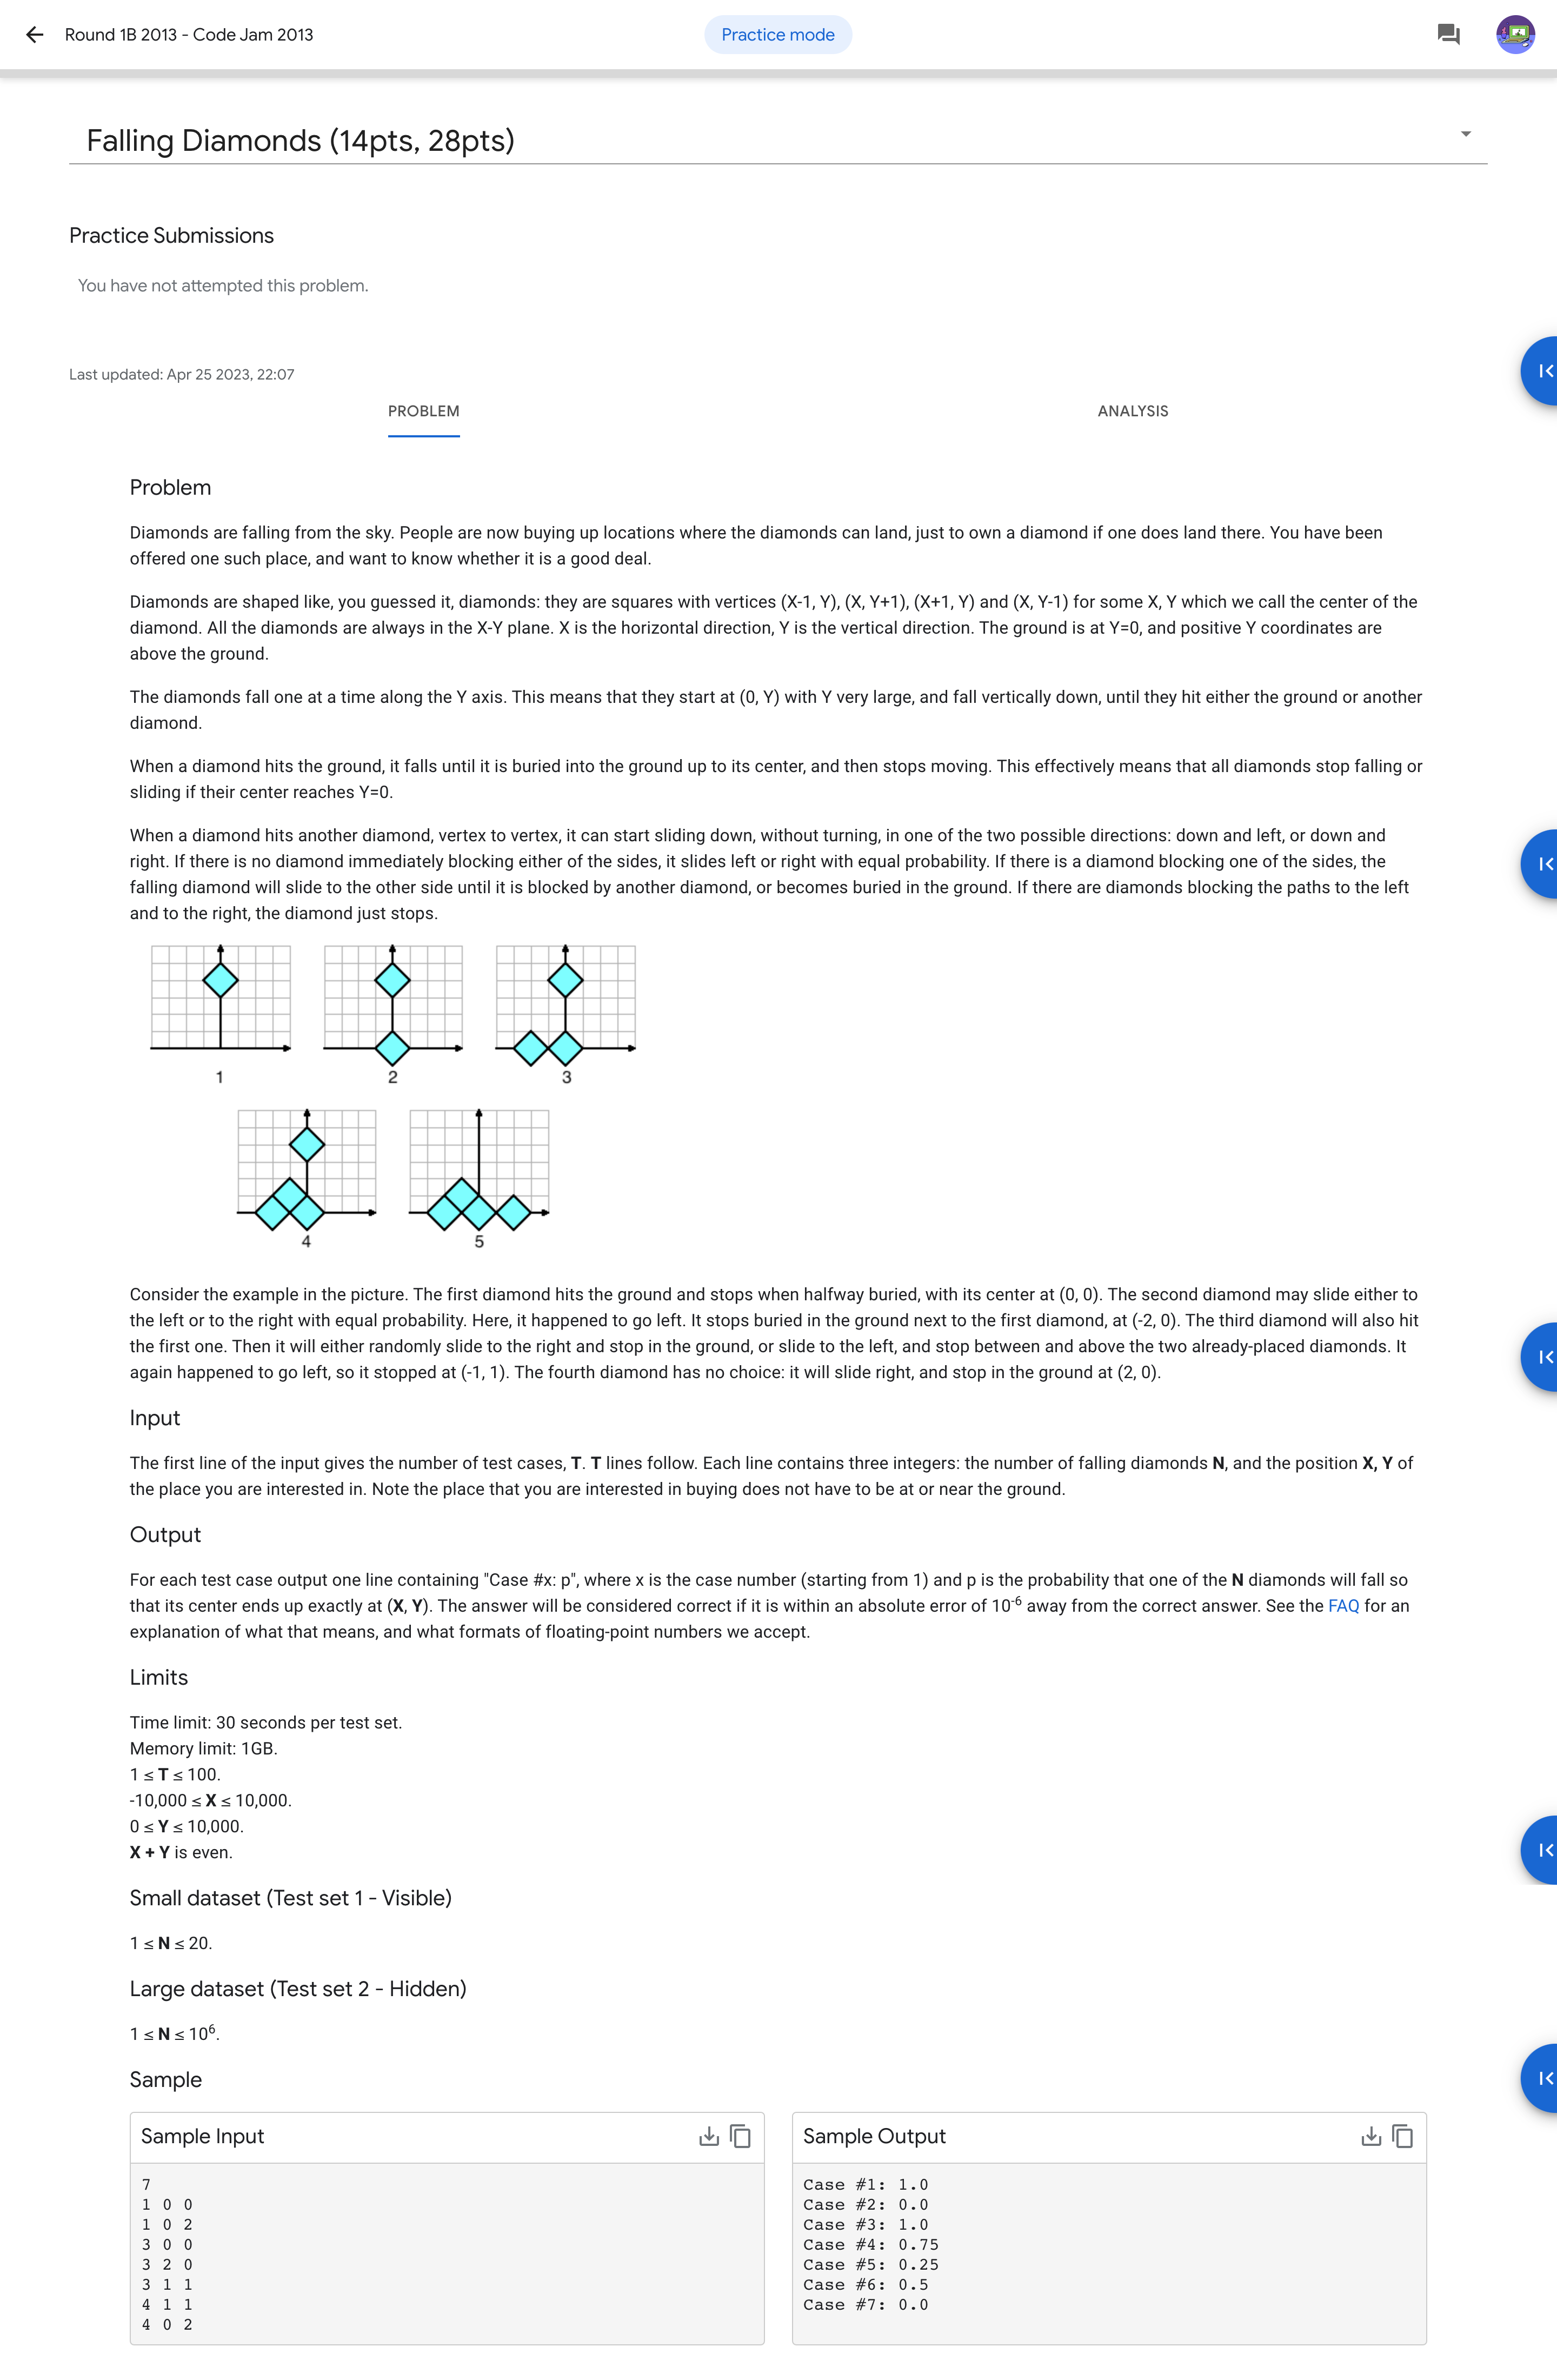 Round 1B 2013 - Code Jam 2013
Practice mode
Falling Diamonds (14pts, 28pts)
Practice Submissions
You have not attempted this problem.
Last updated: Apr 25 2023, 22:07
PROBLEM
ANALYSIS
Problem
Diamonds are falling from the sky. People are now buying up locations where the diamonds can land, just to own a diamond if one does land there. You have been
offered one such place, and want to know whether it is a good deal.
Diamonds are shaped like, you guessed it, diamonds: they are squares with vertices (X-1, Y), (X, Y+1), (X+1, Y) and (X, Y-1) for some X, Y which we call the center of the
diamond. All the diamonds are always in the X-Y plane. X is the horizontal direction, Y is the vertical direction. The ground is at Y=0, and positive Y coordinates are
above the ground.
The diamonds fall one at a time along the Y axis. This means that they start at (0, Y) with Y very large, and fall vertically down, until they hit either the ground or another
diamond.
When a diamond hits the ground, it falls until it is buried into the ground up to its center, and then stops moving. This effectively means that all diamonds stop falling or
sliding if their center reaches Y=0.
When a diamond hits another diamond, vertex to vertex, it can start sliding down, without turning, in one of the two possible directions: down and left, or down and
right. If there is no diamond immediately blocking either of the sides, it slides left or right with equal probability. If there is a diamond blocking one of the sides, the
falling diamond will slide to the other side until it is blocked by another diamond, or becomes buried in the ground. If there are diamonds blocking the paths to the left
and to the right, the diamond just stops.
1
2
3
4
5
Consider the example in the picture. The first diamond hits the ground and stops when halfway buried, with its center at (0, 0). The second diamond may slide either to
the left or to the right with equal probability. Here, it happened to go left. It stops buried in the ground next to the first diamond, at (-2, 0). The third diamond will also hit
the first one. Then it will either randomly slide to the right and stop in the ground, or slide to the left, and stop between and above the two already-placed diamonds. It
again happened to go left, so it stopped at (-1, 1). The fourth diamond has no choice: it will slide right, and stop in the ground at (2, 0).
Input
The first line of the input gives the number of test cases, T. T lines follow. Each line contains three integers: the number of falling diamonds N, and the position X, Y of
the place you are interested in. Note the place that you are interested in buying does not have to be at or near the ground.
Output
For each test case output one line containing "Case #x: p", where x is the case number (starting from 1) and p is the probability that one of the N diamonds will fall so
that its center ends up exactly at (X, Y). The answer will be considered correct if it is within an absolute error of 10-6 away from the correct answer. See the FAQ for an
explanation of what that means, and what formats of floating-point numbers we accept.
Limits
Time limit: 30 seconds per test set.
Memory limit: 1GB.
1 ≤ T ≤ 100.
-10,000 ≤ X ≤ 10,000.
0 ≤ Y ≤ 10,000.
X + Y is even.
Small dataset (Test set 1 - Visible)
1 ≤ N ≤ 20.
Large dataset (Test set 2 - Hidden)
1 ≤ N ≤ 106.
Sample
Sample Input
7
1 0 0
1 0 2
3 0 0
3 2 0
3 1 1
4 1 1
4 0 2
Sample Output
Case #1: 1.0
Case #2: 0.0
Case #3: 1.0
Case #4: 0.75
Case #5: 0.25
Case #6: 0.5
Case #7: 0.0